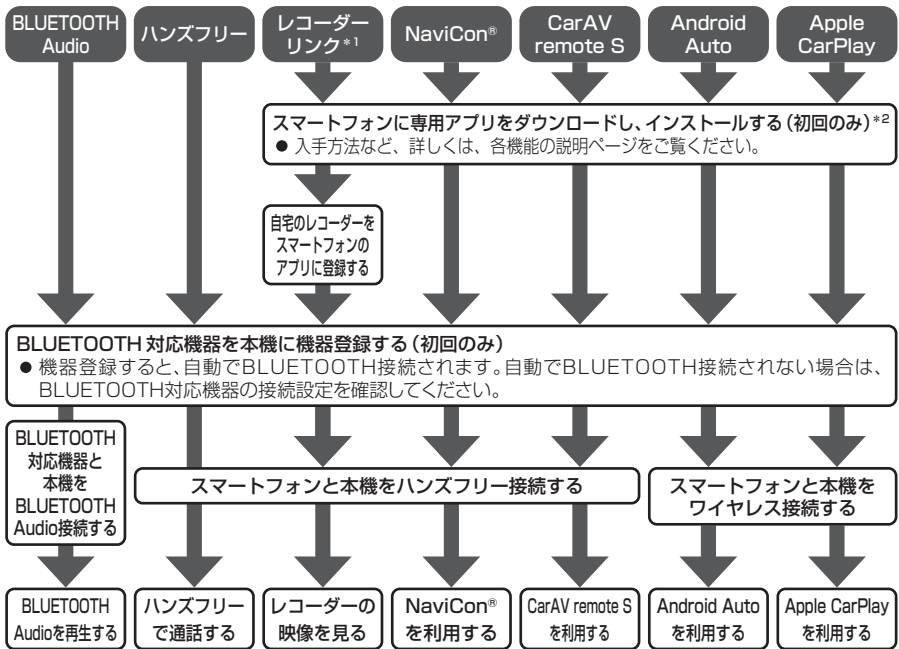 BLUETOOTH
Audio
ハンズフリー
レコーダー
リンク*1
NaviCon®
CarAV
remote S
Android
Auto
Apple
CarPlay
スマートフォンに専用アプリをダウンロードし、インストールする(初回のみ)*2
● 入手方法など、詳しくは、各機能の説明ページをご覧ください。
自宅のレコーダーを
スマートフォンの
アプリに登録する
BLUETOOTH 対応機器を本機に機器登録する(初回のみ)
● 機器登録すると、自動でBLUETOOTH接続されます。自動でBLUETOOTH接続されない場合は、
BLUETOOTH対応機器の接続設定を確認してください。
BLUETOOTH
対応機器と
本機を
BLUETOOTH
Audio接続する
スマートフォンと本機をハンズフリー接続する
スマートフォンと本機を
ワイヤレス接続する
BLUETOOTH
Audioを再生する
ハンズフリー
で通話する
レコーダーの
映像を見る
NaviCon®
を利用する
CarAV remote S
を利用する
Android Auto
を利用する
Apple CarPlay
を利用する